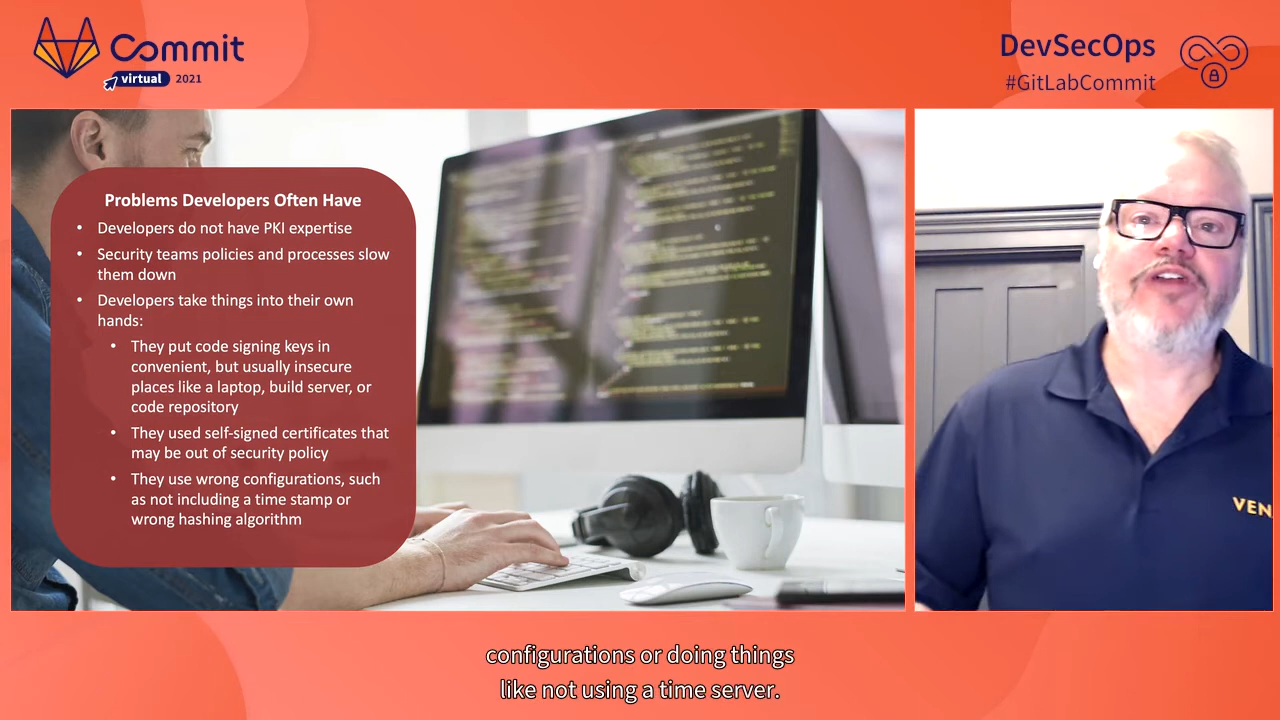 Commit
virtual 2021
DevSecOps
#GitLabCommit
Problems Developers Often Have
• Developers do not have PKI expertise
• Security teams policies and processes slow
them down
• Developers take things into their own
hands:
• They put code signing keys in
convenient, but usually insecure
places like a laptop, build server, or
code repository
• They used self-signed certificates that
may be out of security policy
• They use wrong configurations, such
as not including a time stamp or
wrong hashing algorithm
VEN
configurations or doing things
like not using a time server.